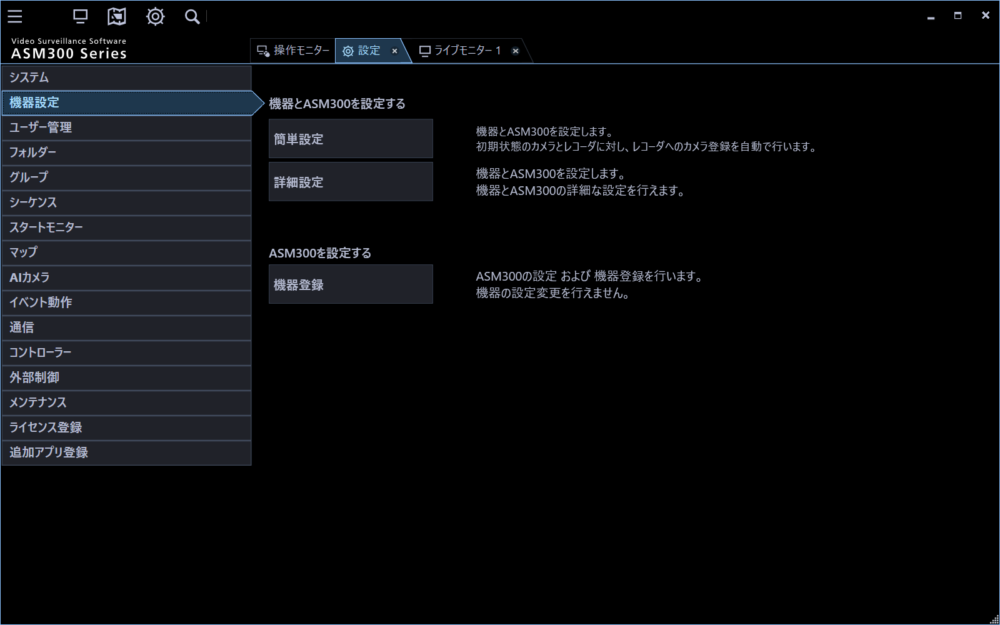 Video Surveillance Software
ASM300 Series
操作モニター
設定
ライブモニター 1
システム
機器設定
ユーザー管理
フォルダー
グループ
シーケンス
スタートモニター
マップ
AIカメラ
イベント動作
通信
コントローラー
外部制御
メンテナンス
ライセンス登録
追加アプリ登録
機器とASM300を設定する
簡単設定
機器とASM300を設定します。
初期状態のカメラとレコーダに対し、レコーダへのカメラ登録を自動で行います。
詳細設定
機器とASM300を設定します。
機器とASM300の詳細な設定を行えます。
ASM300を設定する
機器登録
ASM300の設定 および 機器登録を行います。
機器の設定変更を行えません。